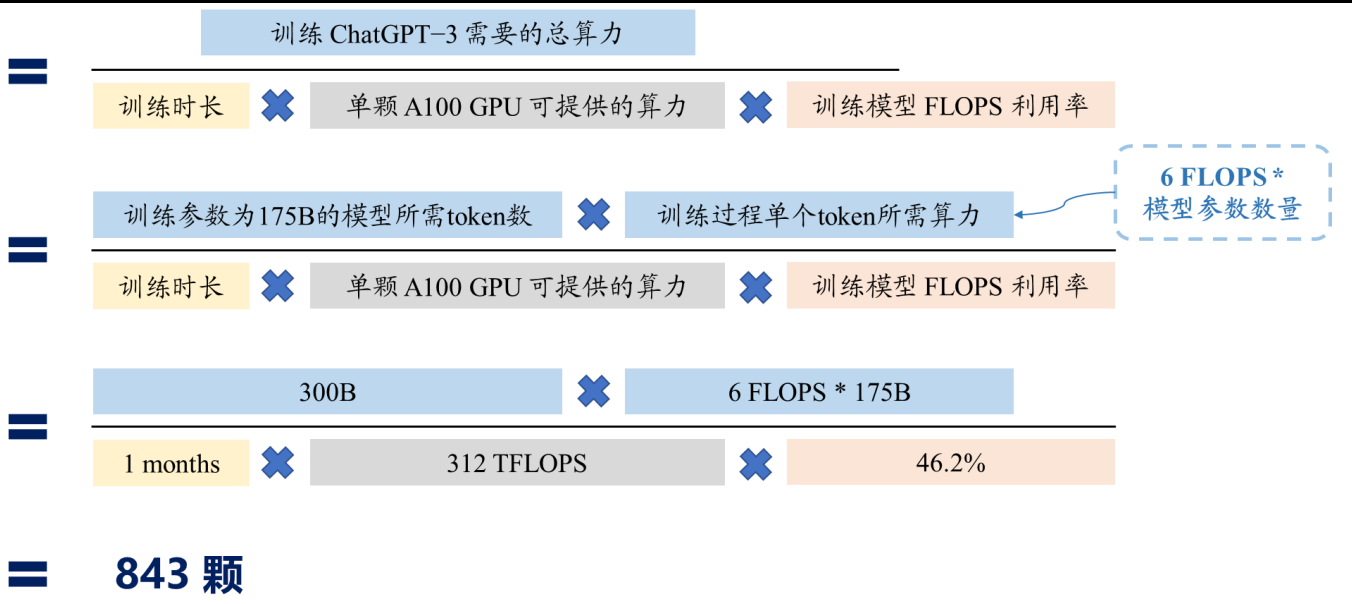 训练 ChatGPT-3 需要的总算力
=
训练时长 × 单颗 A100 GPU 可提供的算力 × 训练模型 FLOPS 利用率
6 FLOPS *
模型参数数量
训练参数为175B的模型所需token数 × 训练过程单个token所需算力
=
训练时长 × 单颗 A100 GPU 可提供的算力 × 训练模型 FLOPS 利用率
300B × 6 FLOPS * 175B
=
1 months × 312 TFLOPS × 46.2%
= 843 颗